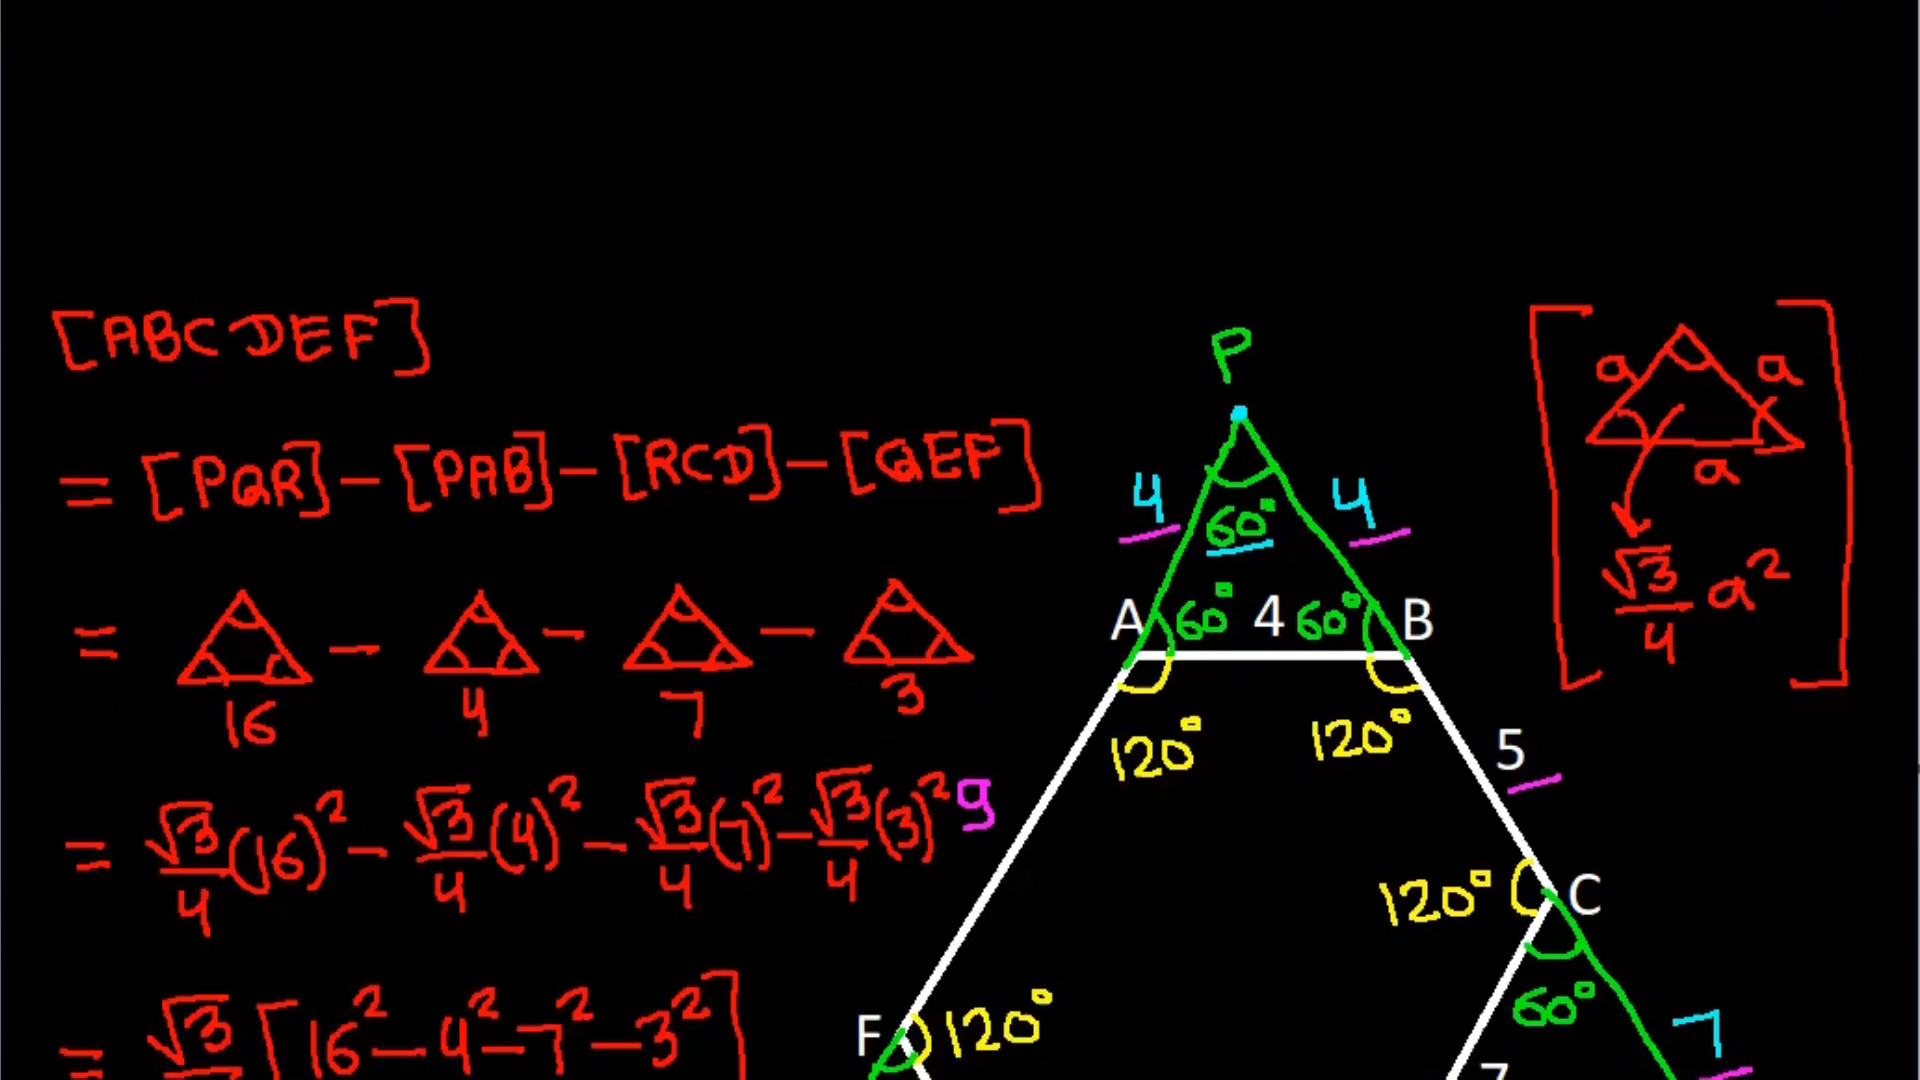 [ABCDEF]
= [PQR] - [PAB] - [RCD] - [QEF]
= △ - △ - △ - △
16 4 7 3
= √3/4 (16)² - √3/4 (4)² - √3/4 (7)² - √3/4 (3)² 9
= √3 [16² - 4² - 7² - 3²]
P
4 4
60°
A 60° 4 60° B
120° 120°
5
120° C
60°
F 120°
7
7
a a
a
√3/4 a²